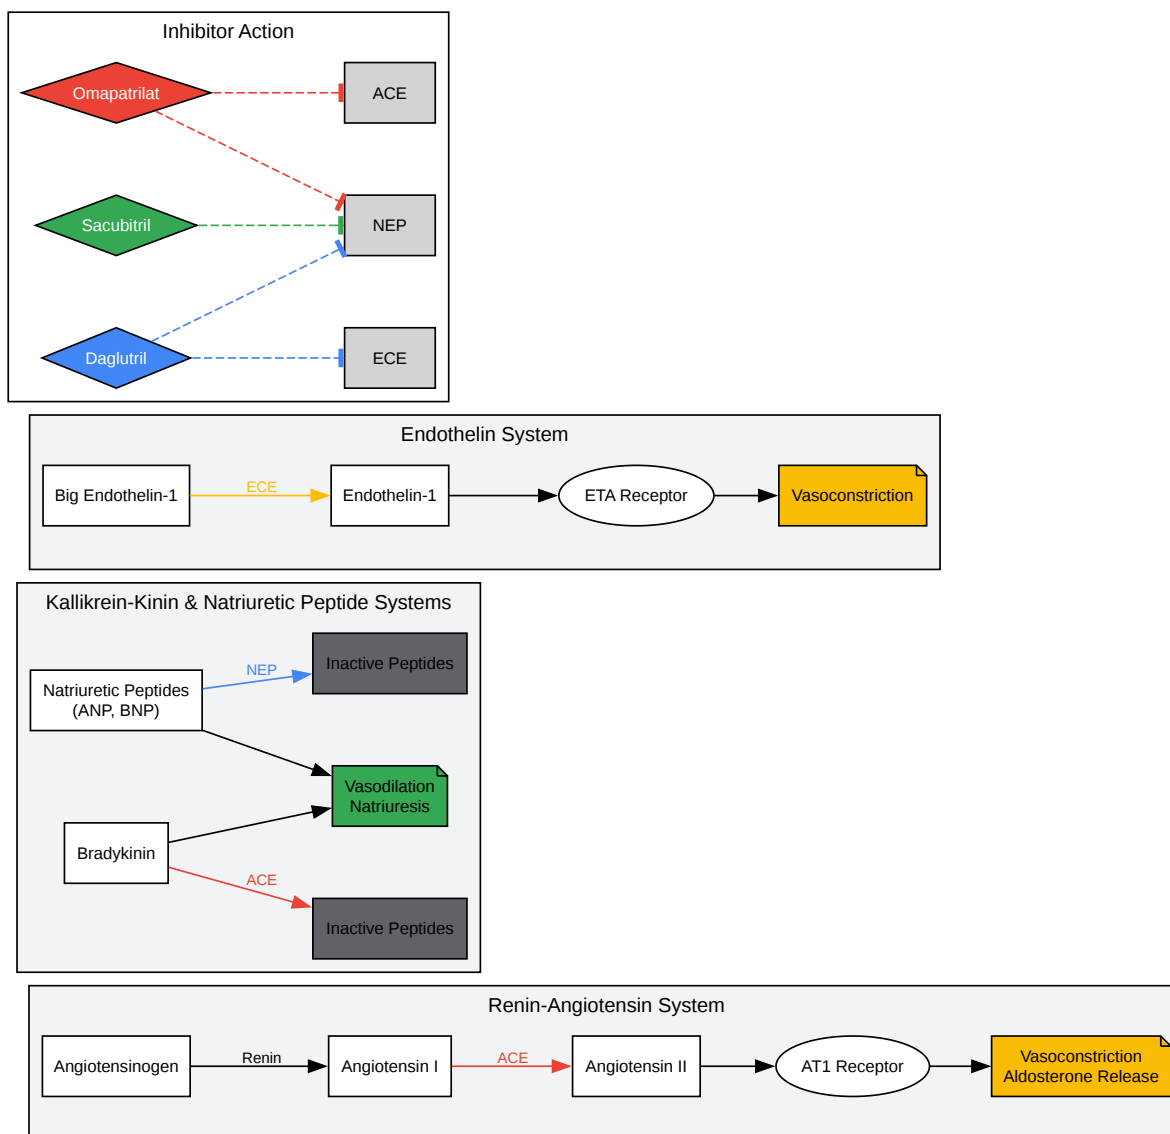 Inhibitor Action
Omapatrilat
ACE
Sacubitril
NEP
Daglutril
ECE
Endothelin System
Big Endothelin-1
ECE
Endothelin-1
ETA Receptor
Vasoconstriction
Kallikrein-Kinin & Natriuretic Peptide Systems
Natriuretic Peptides
(ANP, BNP)
NEP
Inactive Peptides
Vasodilation
Natriuresis
Bradykinin
ACE
Inactive Peptides
Renin-Angiotensin System
Angiotensinogen
Renin
Angiotensin I
ACE
Angiotensin II
AT1 Receptor
Vasoconstriction
Aldosterone Release